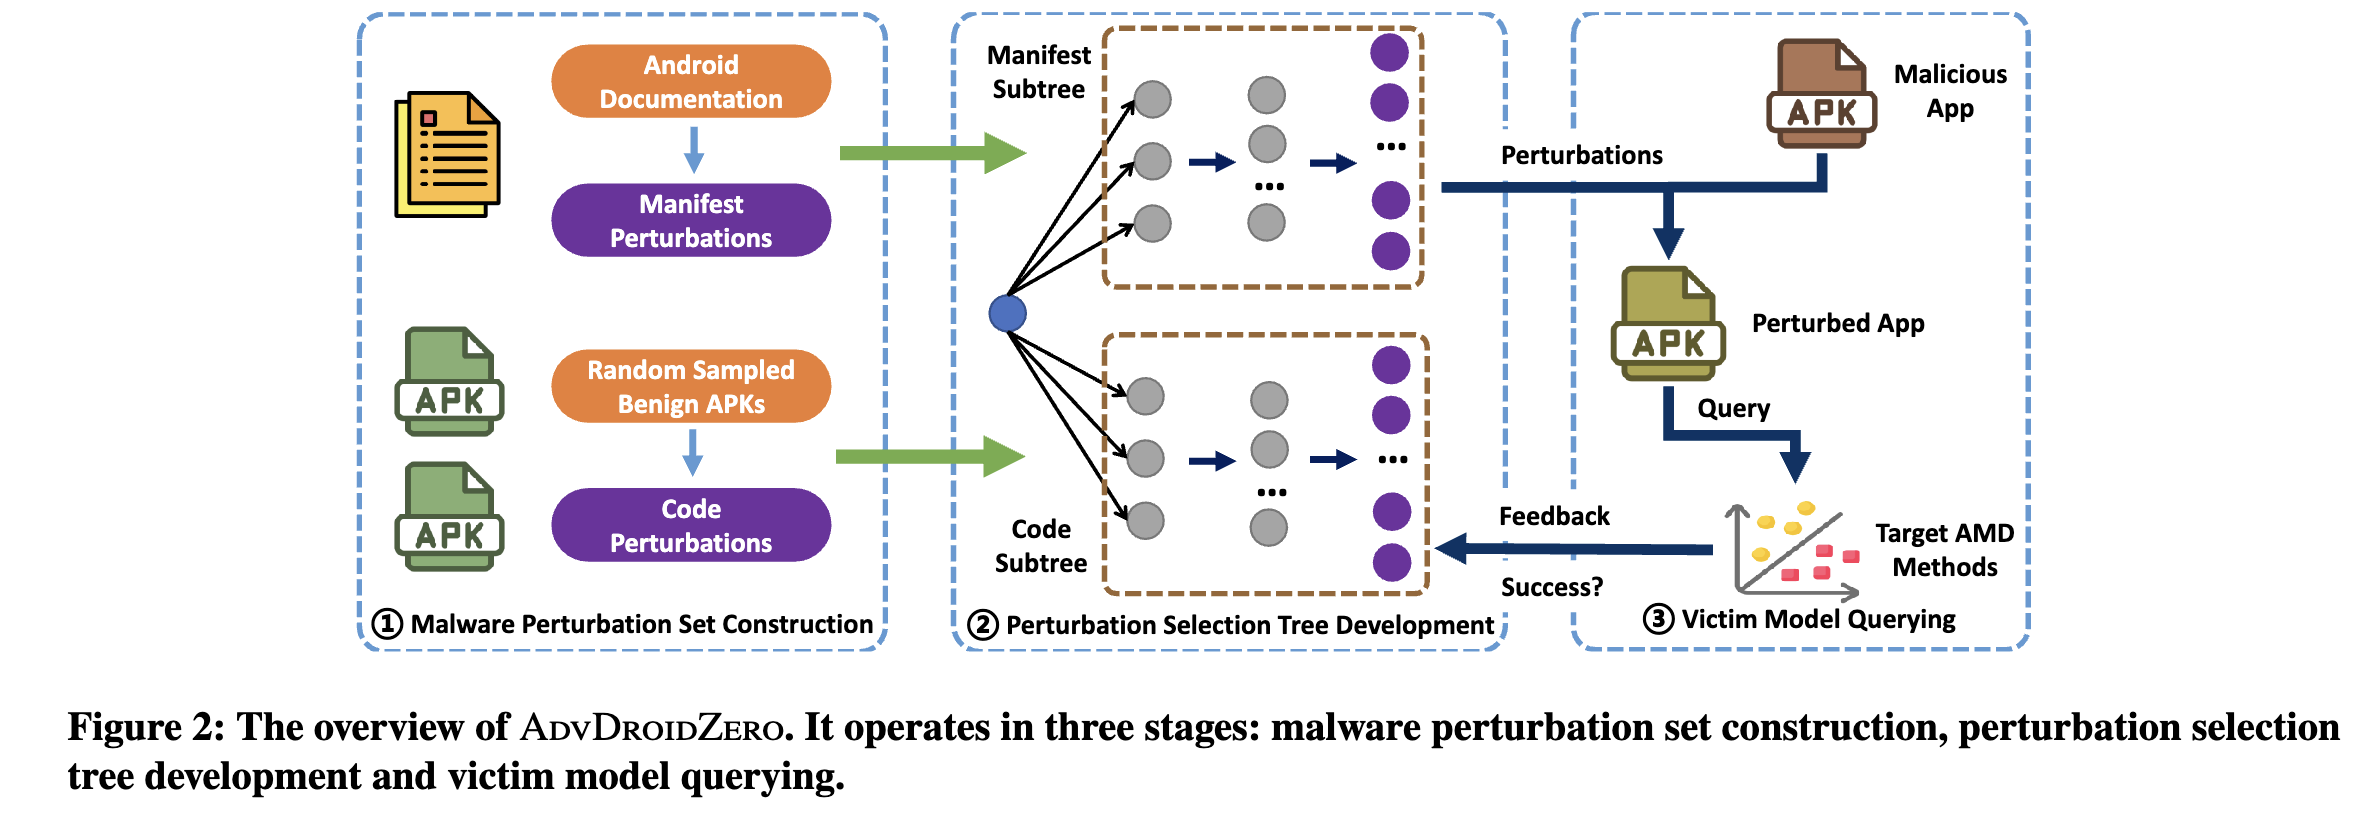 Android
Documentation
Manifest
Perturbations
APK
Random Sampled
Benign APKs
APK
Code
Perturbations
① Malware Perturbation Set Construction
Manifest
Subtree
...
...
Code
Subtree
...
...
② Perturbation Selection Tree Development
Perturbations
APK
Malicious
App
APK
Perturbed App
Query
Feedback
Success?
Target AMD
Methods
③ Victim Model Querying
Figure 2: The overview of ADVDROIDZERO. It operates in three stages: malware perturbation set construction, perturbation selection
tree development and victim model querying.